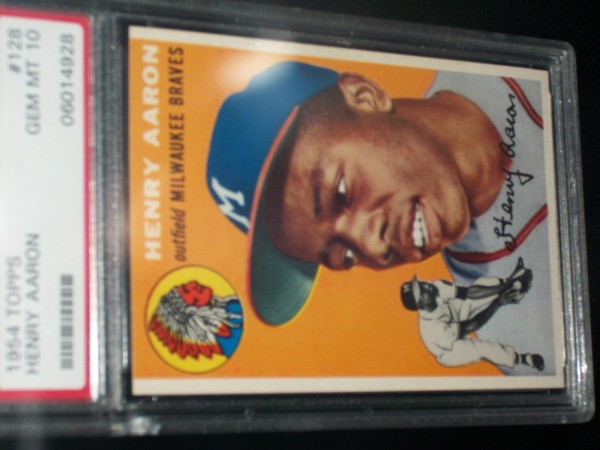 1954 TOPPS #128
HENRY AARON GEM MT 10
06014928
HENRY AARON
outfield MILWAUKEE BRAVES
M
Henry Aaron